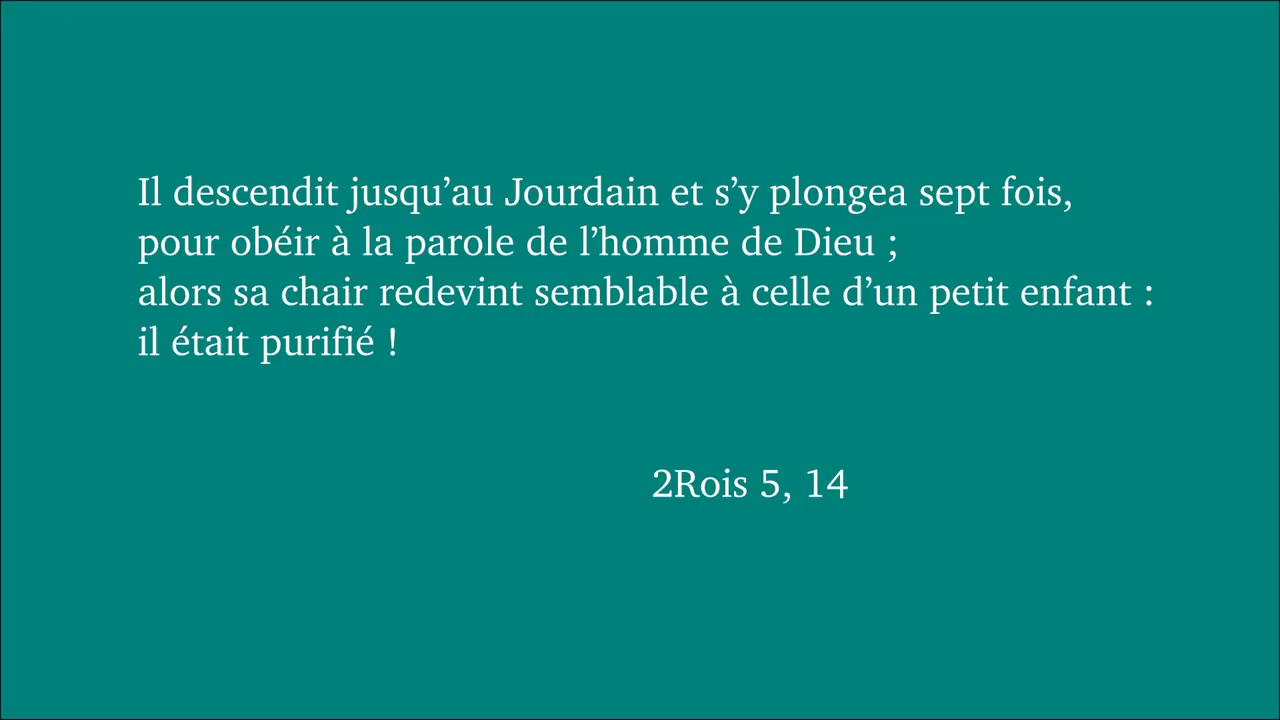 Il descendit jusqu’au Jourdain et s’y plongea sept fois,
pour obéir à la parole de l’homme de Dieu ;
alors sa chair redevint semblable à celle d’un petit enfant :
il était purifié !
2Rois 5, 14